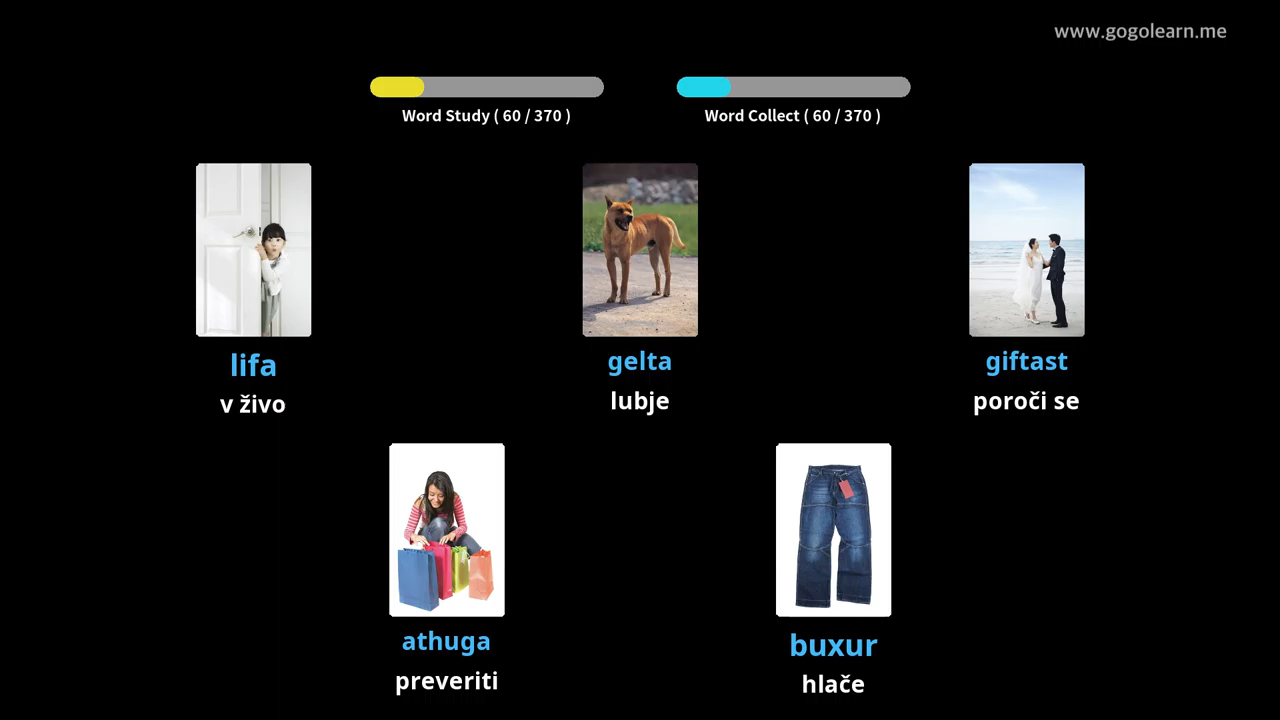 www.gogolearn.me
Word Study ( 60 / 370 )
Word Collect ( 60 / 370 )
lifa
v živo
gelta
lubje
giftast
poroči se
athuga
preveriti
buxur
hlače